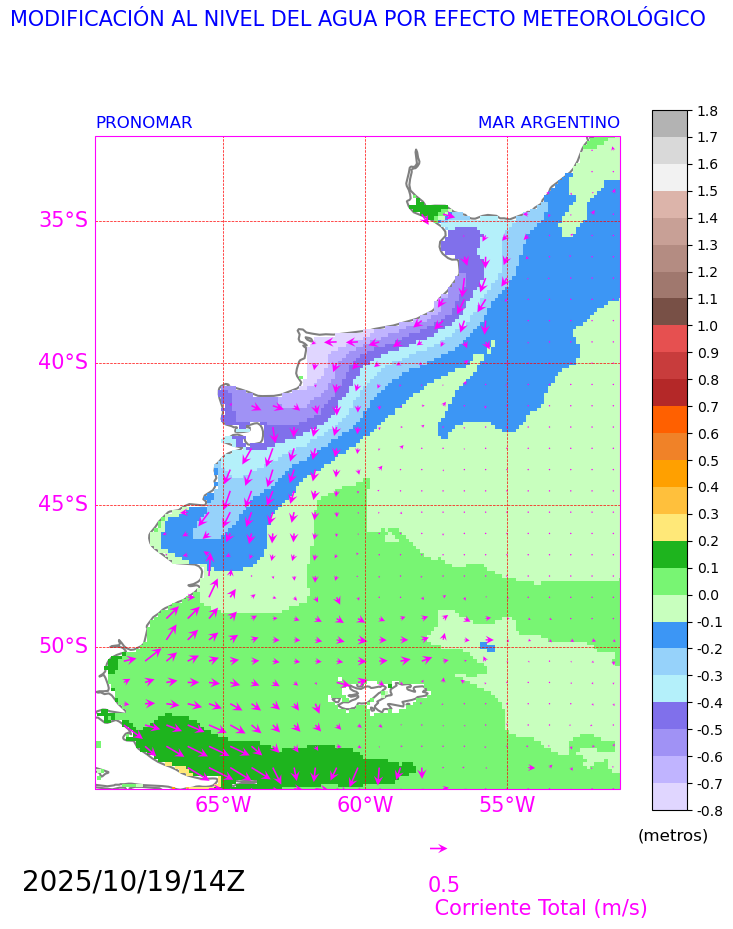 MODIFICACIÓN AL NIVEL DEL AGUA POR EFECTO METEOROLÓGICO
PRONOMAR
MAR ARGENTINO
35°S
40°S
45°S
50°S
65°W
60°W
55°W
1.8
1.7
1.6
1.5
1.4
1.3
1.2
1.1
1.0
0.9
0.8
0.7
0.6
0.5
0.4
0.3
0.2
0.1
0.0
-0.1
-0.2
-0.3
-0.4
-0.5
-0.6
-0.7
-0.8
(metros)
2025/10/19/14Z
0.5
Corriente Total (m/s)